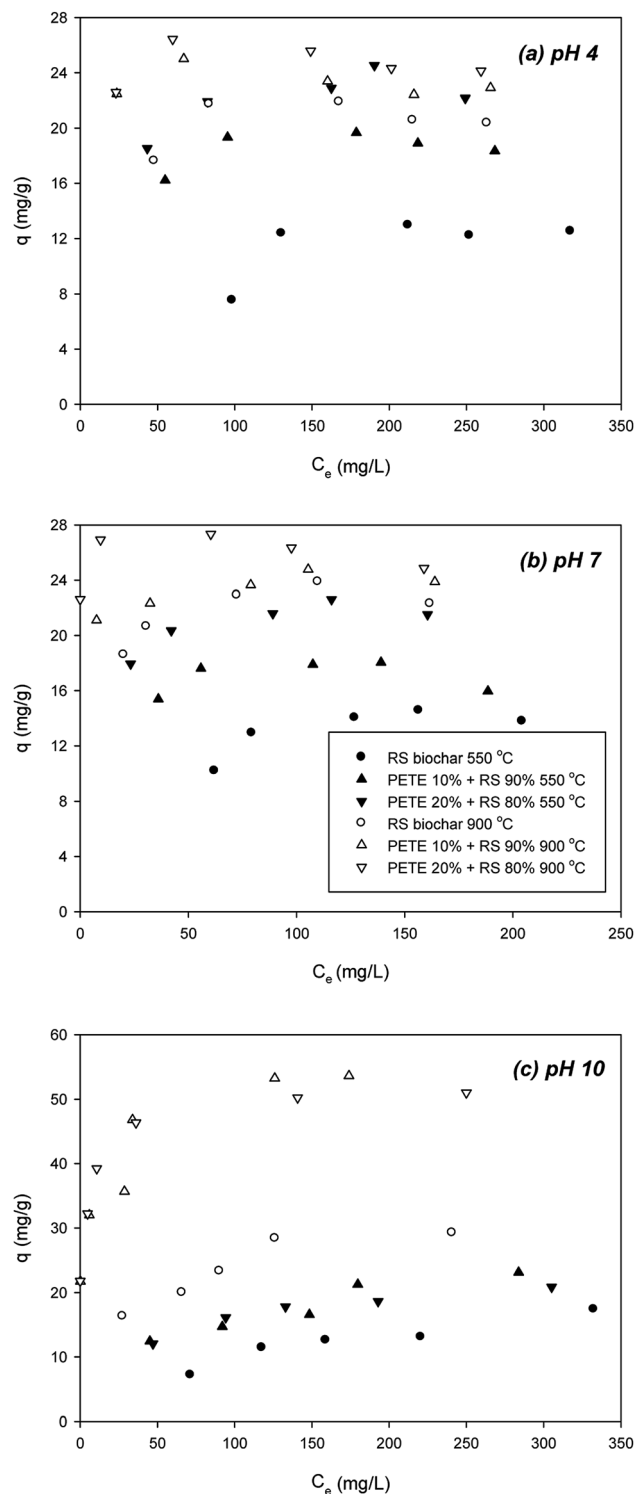 (a) pH 4
28
24
20
16
12
8
4
0
q (mg/g)
0 50 100 150 200 250 300 350
Ce (mg/L)
(b) pH 7
28
24
20
16
12
8
4
0
q (mg/g)
RS biochar 550 °C
PETE 10% + RS 90% 550 °C
PETE 20% + RS 80% 550 °C
RS biochar 900 °C
PETE 10% + RS 90% 900 °C
PETE 20% + RS 80% 900 °C
0 50 100 150 200 250
Ce (mg/L)
(c) pH 10
60
50
40
30
20
10
0
q (mg/g)
0 50 100 150 200 250 300 350
Ce (mg/L)